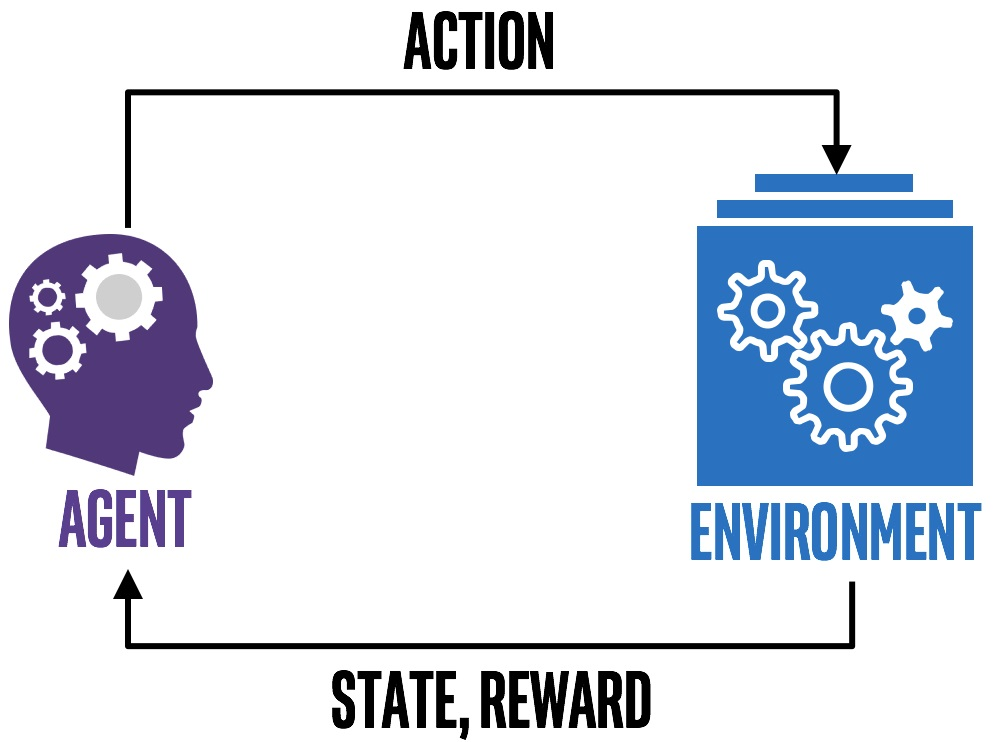 ACTION
AGENT
ENVIRONMENT
STATE, REWARD